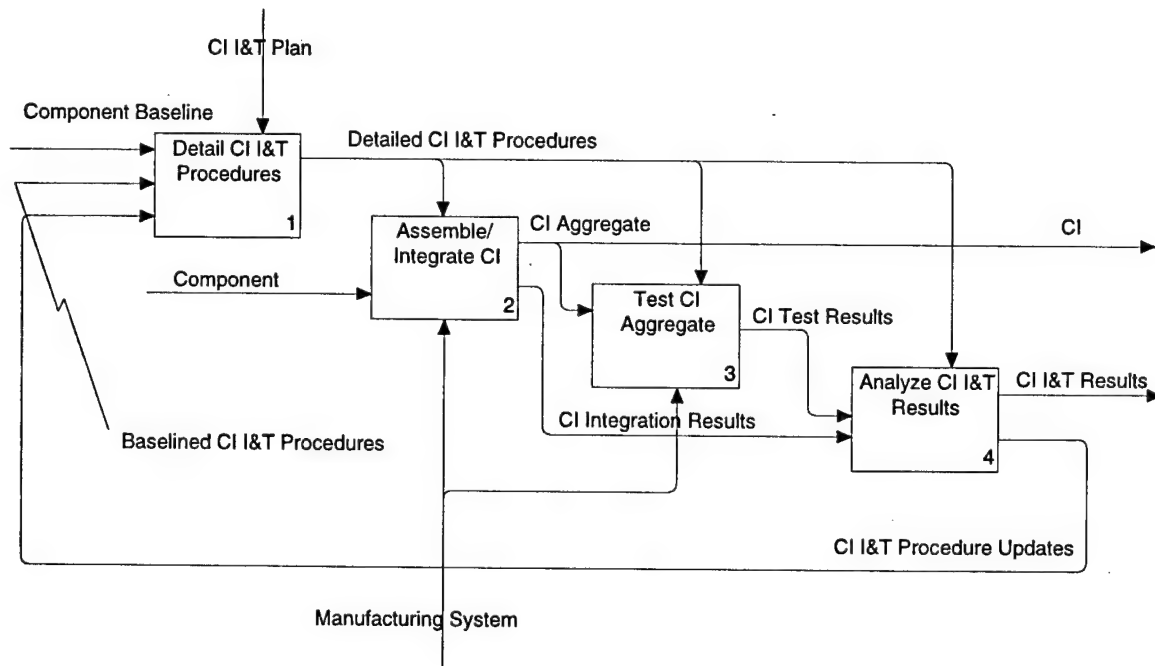 CI I&T Plan
Component Baseline
Detail CI I&T
Procedures
1
Detailed CI I&T Procedures
Assemble/
Integrate CI
2
CI Aggregate
CI
Component
Test CI
Aggregate
3
CI Test Results
Analyze CI I&T
Results
4
CI I&T Results
CI Integration Results
Baselined CI I&T Procedures
CI I&T Procedure Updates
Manufacturing System